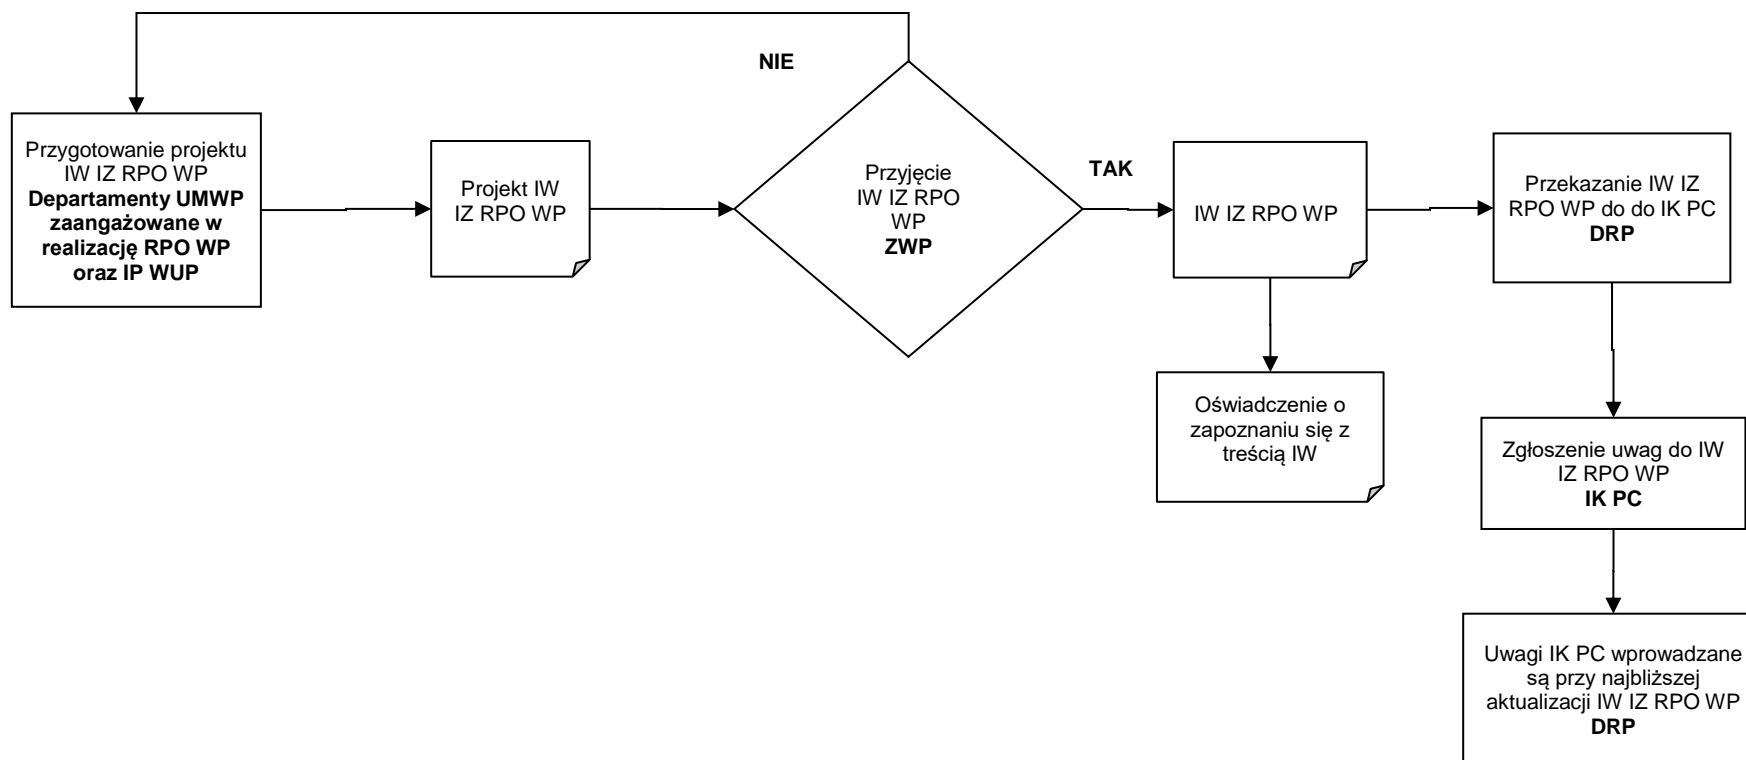 NIE
Przygotowanie projektu
IW IZ RPO WP
Departamenty UMWP
zaangażowane w
realizację RPO WP
oraz IP WUP
Projekt IW
IZ RPO WP
Przyjęcie
IW IZ RPO
WP
ZWP
TAK
IW IZ RPO WP
Przekazanie IW IZ
RPO WP do do IK PC
DRP
Oświadczenie o
zapoznaniu się z
treścią IW
Zgłoszenie uwag do IW
IZ RPO WP
IK PC
Uwagi IK PC wprowadzane
są przy najbliższej
aktualizacji IW IZ RPO WP
DRP